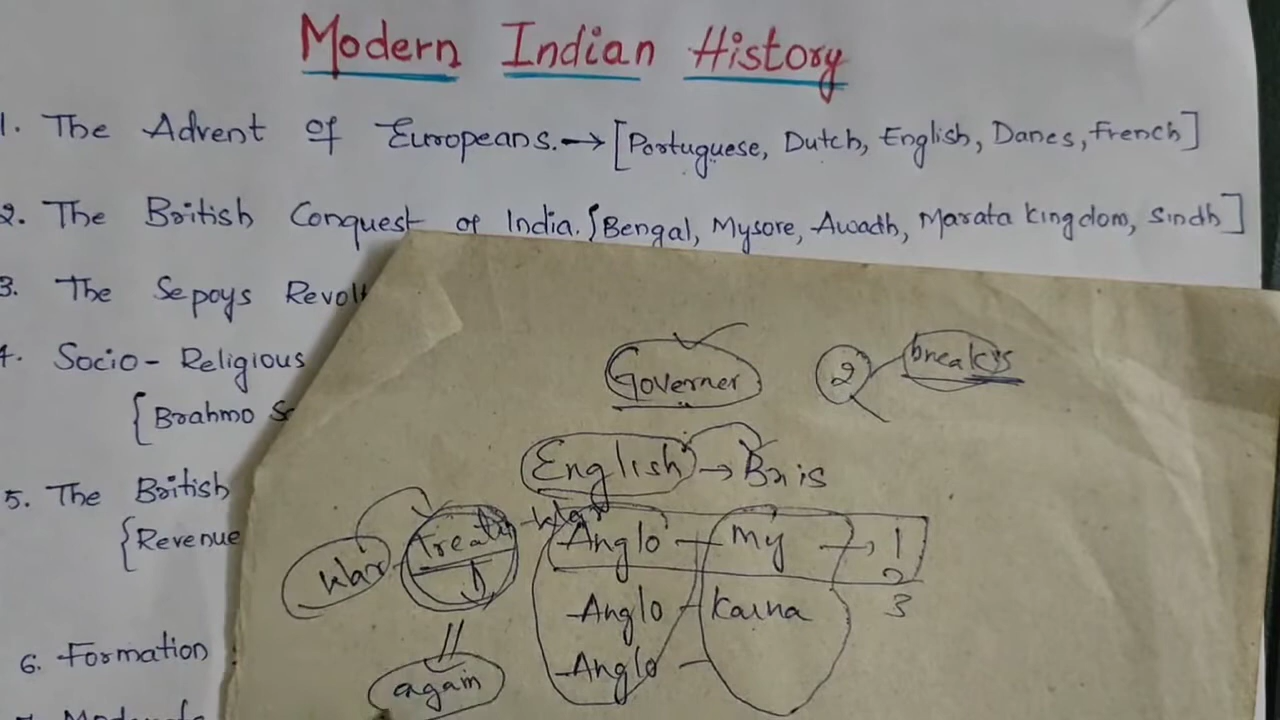 Modern Indian History
1. The Advent of Europeans. → [Portuguese, Dutch, English, Danes, French]
2. The British Conquest of India. {Bengal, Mysore, Awadh, Marata kingdom, Sindh]
3. The Sepoys Revolt
4. Socio-Religious
{Brahmo
5. The British
{Revenue
6. Formation
Governer
2 breaks
English → Bris
War Treaty - War
Anglo - My → 1
2
Anglo - Karna 3
Anglo -
again